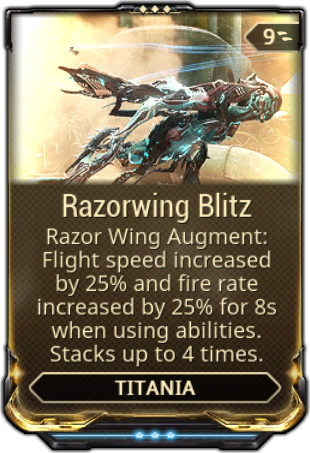 9
Razorwing Blitz
Razor Wing Augment:
Flight speed increased
by 25% and fire rate
increased by 25% for 8s
when using abilities.
Stacks up to 4 times.
TITANIA